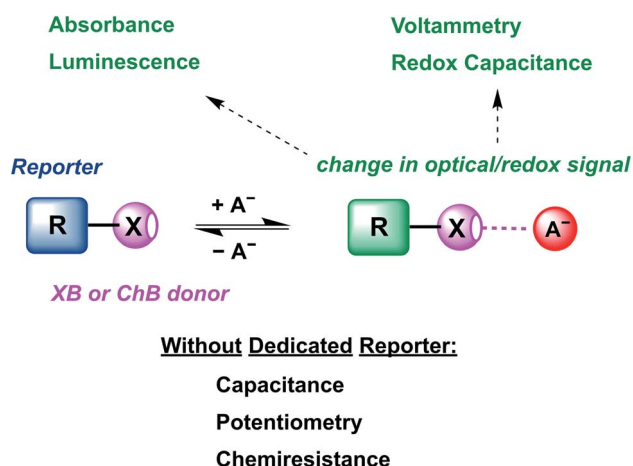 Absorbance
Luminescence
Voltammetry
Redox Capacitance
Reporter
change in optical/redox signal
R
X
+ A⁻
− A⁻
R
X
A⁻
XB or ChB donor
Without Dedicated Reporter:
Capacitance
Potentiometry
Chemiresistance